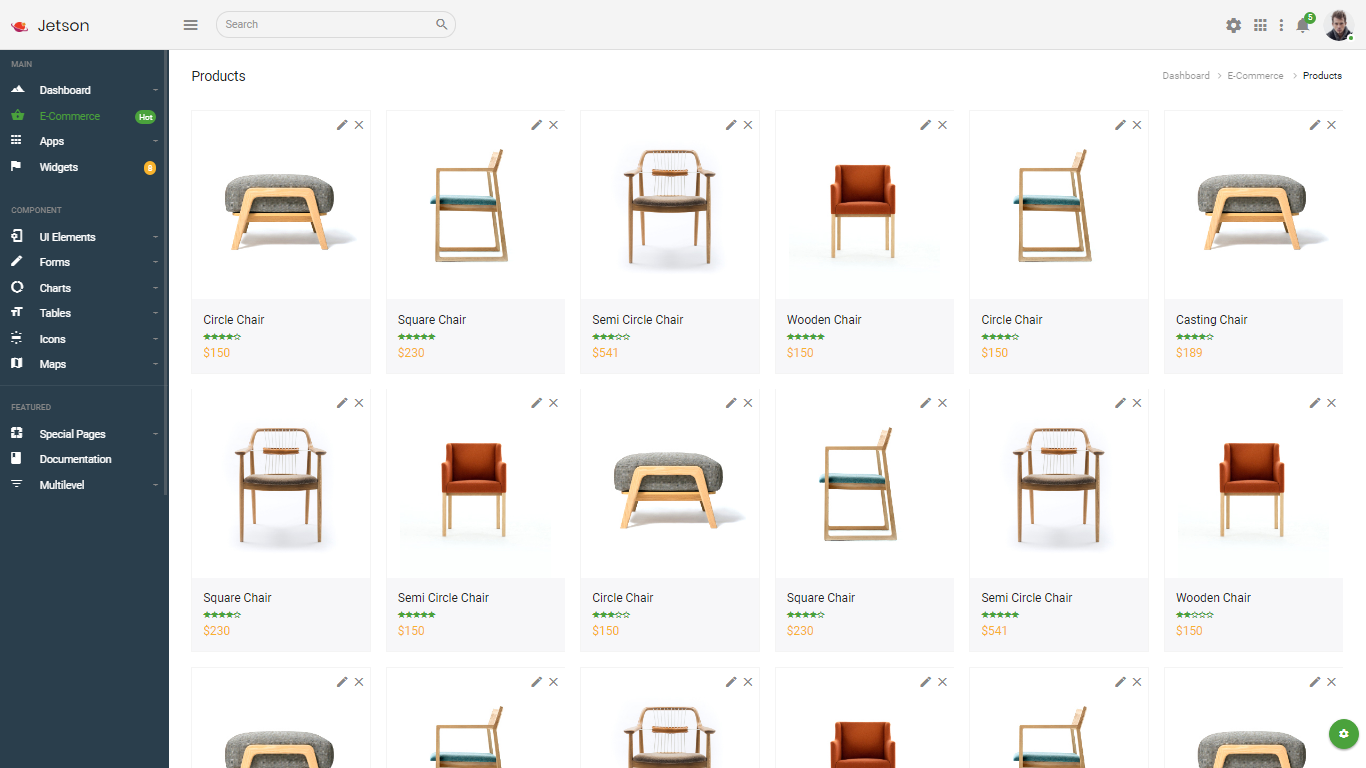 Jetson
Search
5
MAIN
Dashboard
E-Commerce
Hot
Apps
Widgets
8
COMPONENT
UI Elements
Forms
Charts
Tables
Icons
Maps
FEATURED
Special Pages
Documentation
Multilevel
Products
Dashboard > E-Commerce > Products
Circle Chair
$150
Square Chair
$230
Semi Circle Chair
$541
Wooden Chair
$150
Circle Chair
$150
Casting Chair
$189
Square Chair
$230
Semi Circle Chair
$150
Circle Chair
$150
Square Chair
$230
Semi Circle Chair
$541
Wooden Chair
$150